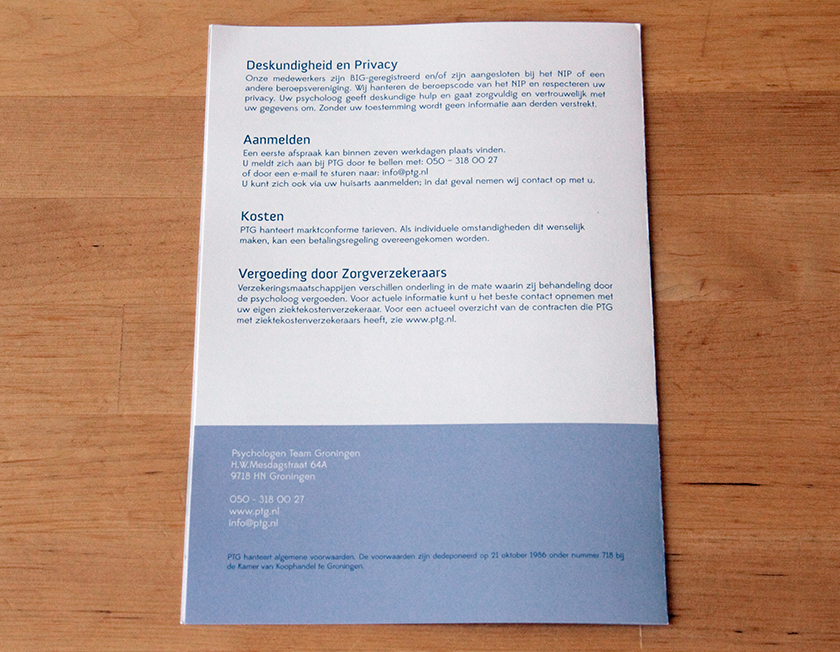 Deskundigheid en Privacy
Onze medewerkers zijn BIG-geregistreerd en/of zijn aangesloten bij het NIP of een
andere beroepsvereniging. Wij hanteren de beroepscode van het NIP en respecteren uw
privacy. Uw psycholoog geeft deskundige hulp en gaat zorgvuldig en vertrouwelijk met
uw gegevens om. Zonder uw toestemming wordt geen informatie aan derden verstrekt.
Aanmelden
Een eerste afspraak kan binnen zeven werkdagen plaats vinden.
U meldt zich aan bij PTG door te bellen met: 050 – 318 00 27
of door een e-mail te sturen naar: info@ptg.nl
U kunt zich ook via uw huisarts aanmelden; in dat geval nemen wij contact op met u.
Kosten
PTG hanteert marktconforme tarieven. Als individuele omstandigheden dit wenselijk
maken, kan een betalingsregeling overeengekomen worden.
Vergoeding door Zorgverzekeraars
Verzekeringsmaatschappijen verschillen onderling in de mate waarin zij behandeling door
de psycholoog vergoeden. Voor actuele informatie kunt u het beste contact opnemen met
uw eigen ziektekostenverzekeraar. Voor een actueel overzicht van de contracten die PTG
met ziektekostenverzekeraars heeft, zie www.ptg.nl.
Psychologen Team Groningen
H.W.Mesdagstraat 64A
9718 HN Groningen
050 - 318 00 27
www.ptg.nl
info@ptg.nl
PTG hanteert algemene voorwaarden. De voorwaarden zijn dedeponeerd op 21 oktober 1986 onder nummer 718 bij
de Kamer van Koophandel te Groningen.